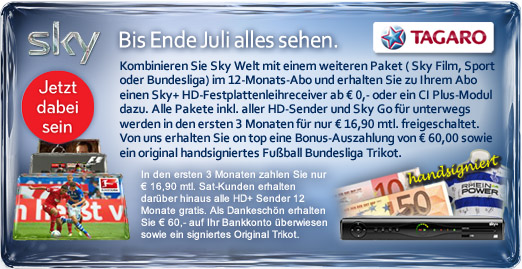 sky
Bis Ende Juli alles sehen.
TAGARO
Kombinieren Sie Sky Welt mit einem weiteren Paket ( Sky Film, Sport
oder Bundesliga) im 12-Monats-Abo und erhalten Sie zu Ihrem Abo
einen Sky+ HD-Festplattenleihreceiver ab € 0,- oder ein CI Plus-Modul
dazu. Alle Pakete inkl. aller HD-Sender und Sky Go für unterwegs
werden in den ersten 3 Monaten für nur € 16,90 mtl. freigeschaltet.
Von uns erhalten Sie on top eine Bonus-Auszahlung von € 60,00 sowie
ein original handsigniertes Fußball Bundesliga Trikot.
Jetzt
dabei
sein
In den ersten 3 Monaten zahlen Sie nur
€ 16,90 mtl. Sat-Kunden erhalten
darüber hinaus alle HD+ Sender 12
Monate gratis. Als Dankeschön erhalten
Sie € 60,- auf Ihr Bankkonto überwiesen
sowie ein signiertes Original Trikot.
handsigniert
10
50
RHEIN
POWER
F1